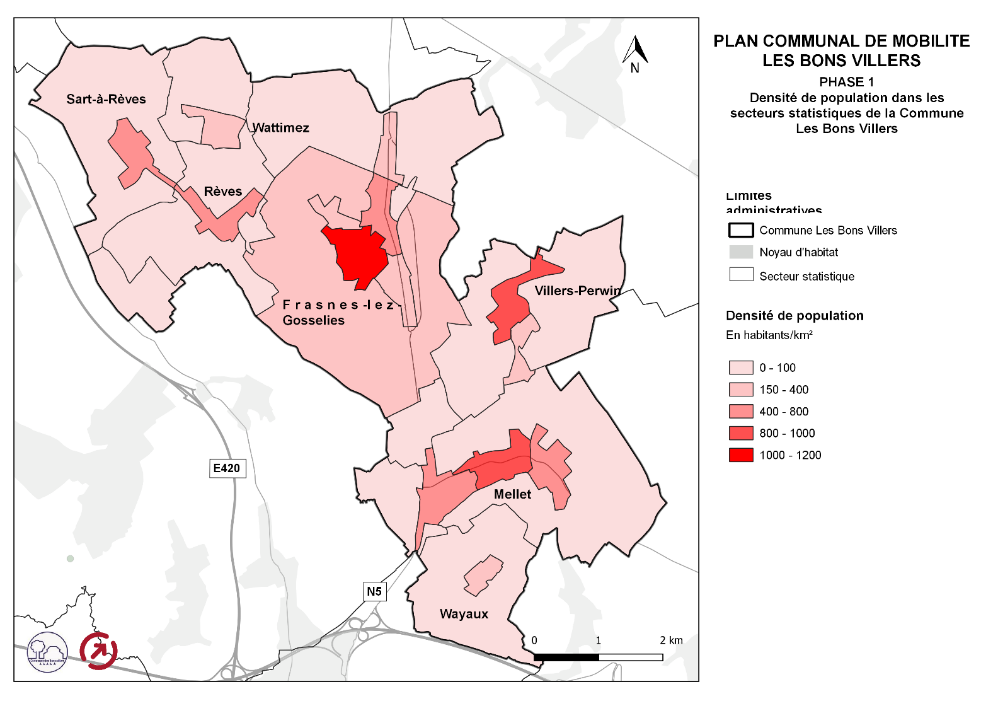 PLAN COMMUNAL DE MOBILITE
LES BONS VILLERS
PHASE 1
Densité de population dans les
secteurs statistiques de la Commune
Les Bons Villers
Limites
administratives
Commune Les Bons Villers
Noyau d'habitat
Secteur statistique
Densité de population
En habitants/km²
0 - 100
150 - 400
400 - 800
800 - 1000
1000 - 1200
N
Sart-à-Rèves
Wattimez
Rèves
Villers-Perwin
Frasnes-lez
Gosselies
E420
Mellet
N5
Wayaux
0 1 2 km